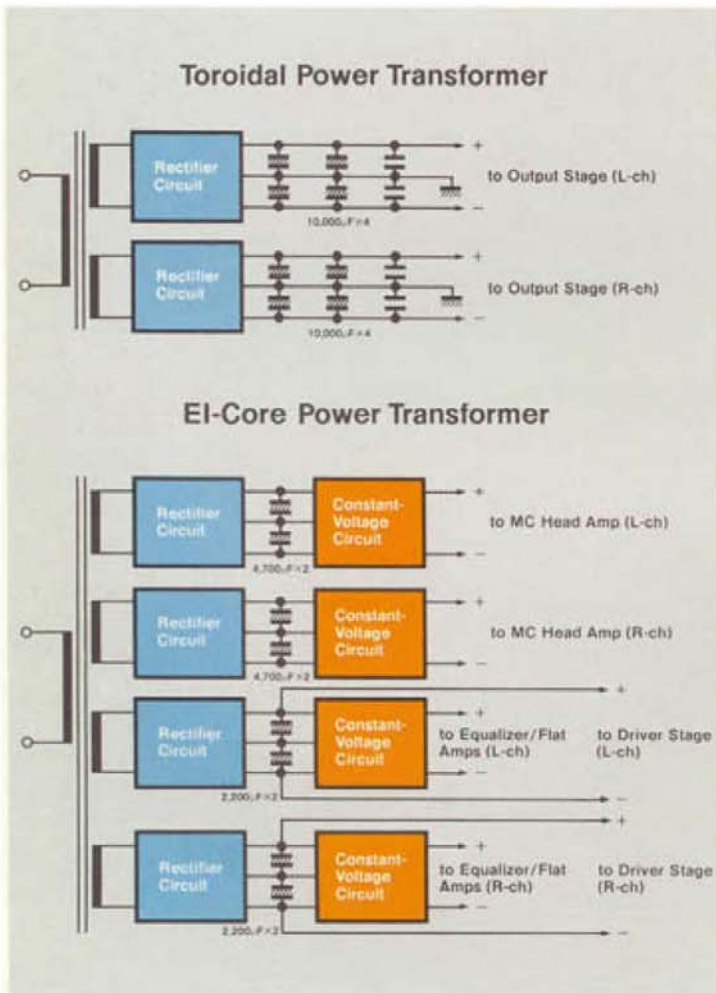 Toroidal Power Transformer
Rectifier
Circuit
+
to Output Stage (L-ch)
−
10,000μF×4
Rectifier
Circuit
+
to Output Stage (R-ch)
−
10,000μF×4
EI-Core Power Transformer
Rectifier
Circuit
Constant-
Voltage
Circuit
+
to MC Head Amp (L-ch)
−
4,700μF×2
Rectifier
Circuit
Constant-
Voltage
Circuit
+
to MC Head Amp (R-ch)
−
4,700μF×2
+
Rectifier
Circuit
Constant-
Voltage
Circuit
+
to Equalizer/Flat
Amps (L-ch)
−
to Driver Stage
(L-ch)
2,200μF×2
−
+
Rectifier
Circuit
Constant-
Voltage
Circuit
+
to Equalizer/Flat
Amps (R-ch)
−
to Driver Stage
(R-ch)
2,200μF×2
−